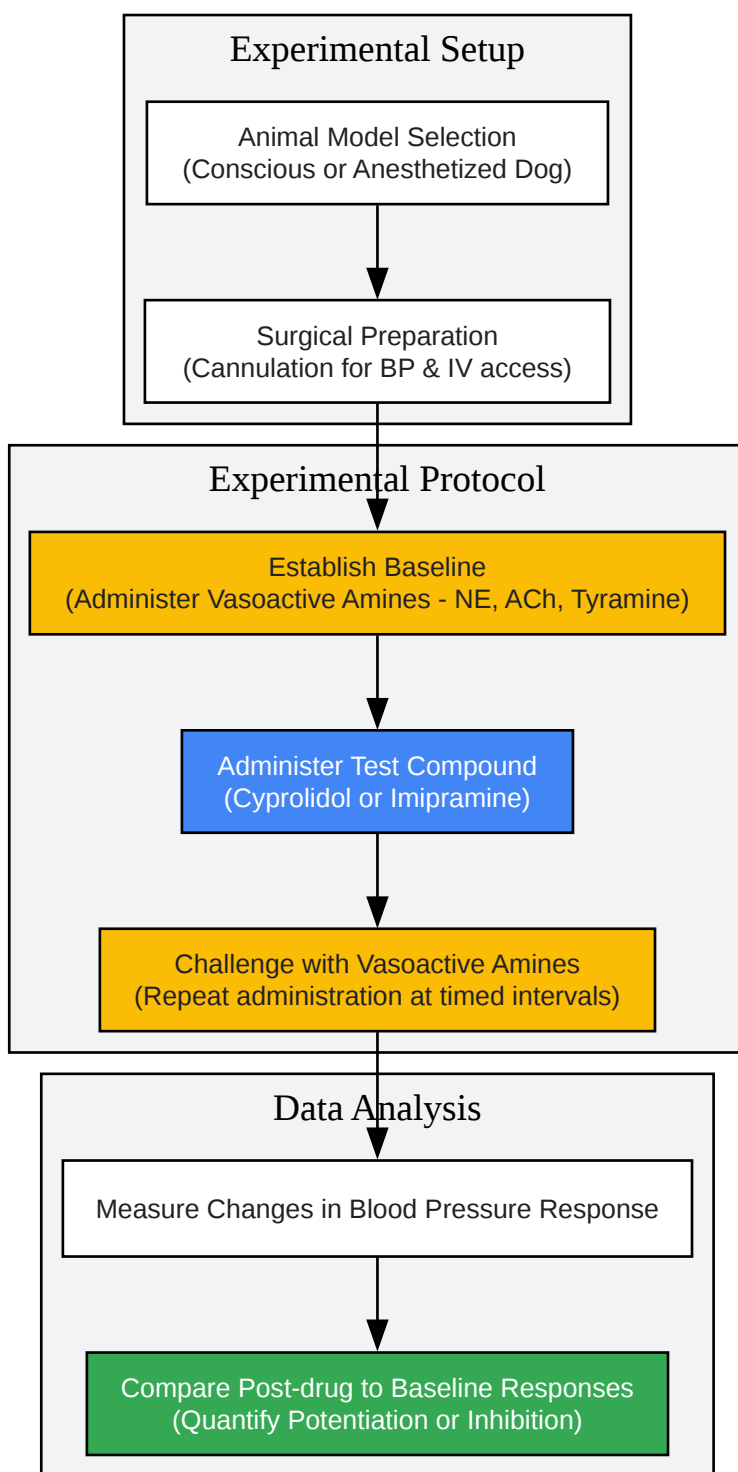 Experimental Setup
Animal Model Selection
(Conscious or Anesthetized Dog)
Surgical Preparation
(Cannulation for BP & IV access)
Experimental Protocol
Establish Baseline
(Administer Vasoactive Amines - NE, ACh, Tyramine)
Administer Test Compound
(Cyprolidol or Imipramine)
Challenge with Vasoactive Amines
(Repeat administration at timed intervals)
Data Analysis
Measure Changes in Blood Pressure Response
Compare Post-drug to Baseline Responses
(Quantify Potentiation or Inhibition)